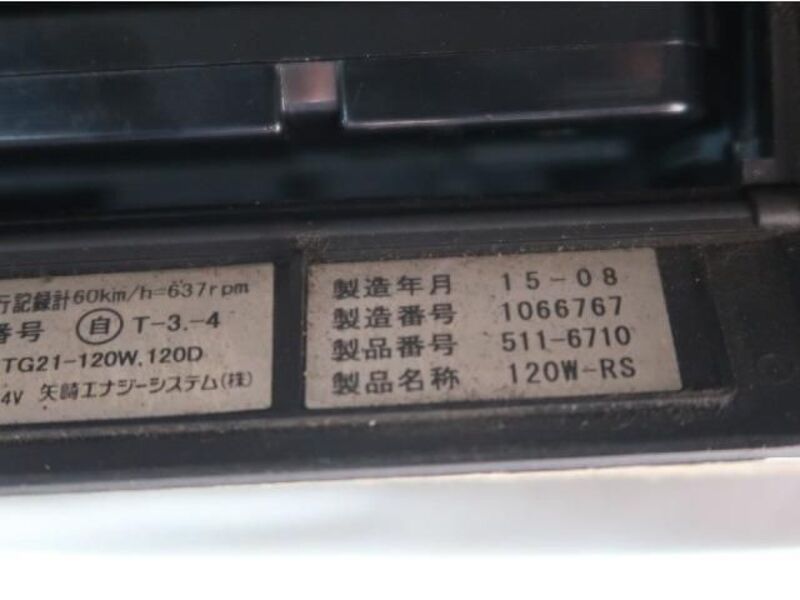 行記録計60km/h=637rpm
番号 ㊂自 T-3.-4
TG21-120W.120D
4V 矢崎エナジーシステム(株)
製造年月 15-08
製造番号 1066767
製品番号 511-6710
製品名称 120W-RS